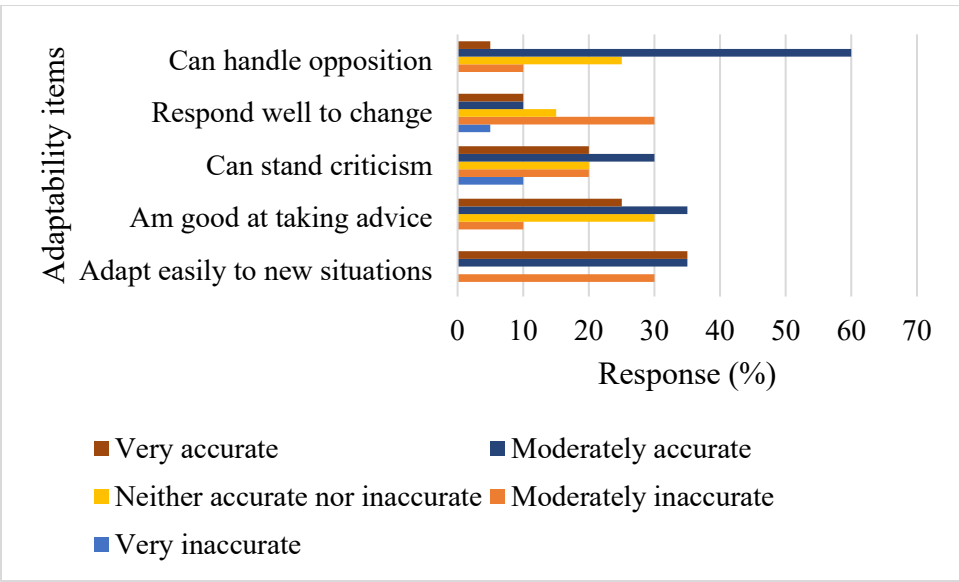 Adaptability items
Can handle opposition
Respond well to change
Can stand criticism
Am good at taking advice
Adapt easily to new situations
0 10 20 30 40 50 60 70
Response (%)
Very accurate
Moderately accurate
Neither accurate nor inaccurate
Moderately inaccurate
Very inaccurate